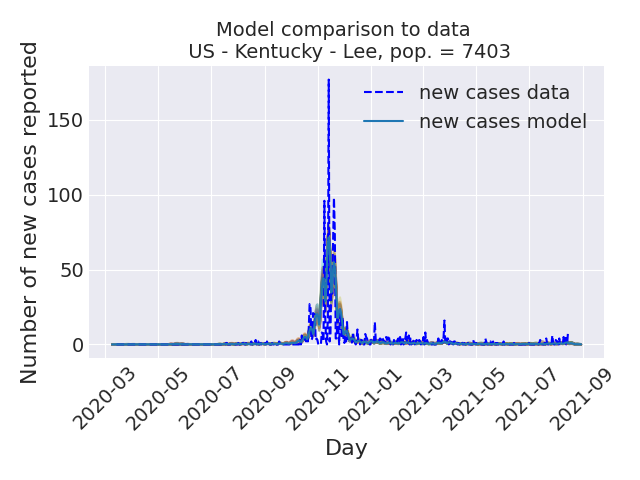 Model comparison to data
US - Kentucky - Lee, pop. = 7403
Number of new cases reported
150
100
50
0
new cases data
new cases model
2020-03
2020-05
2020-07
2020-09
2020-11
2021-01
2021-03
2021-05
2021-07
2021-09
Day